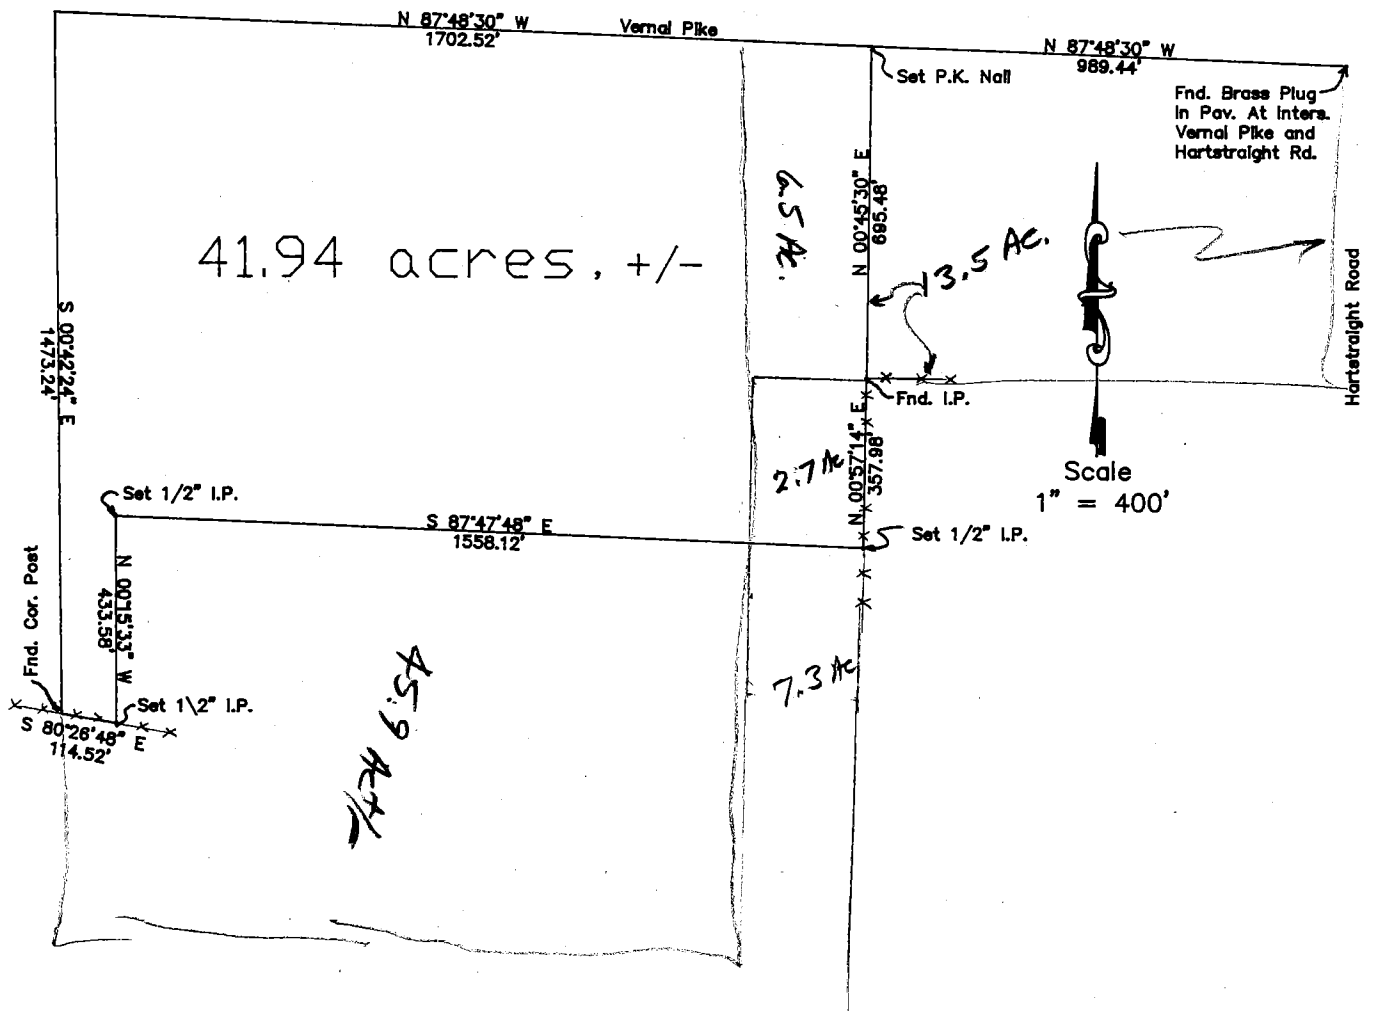 N 87°48'30" W
1702.52'
Vernal Pike
N 87°48'30" W
989.44'
Set P.K. Nail
Fnd. Brass Plug
In Pav. At Inters.
Vernal Pike and
Hartstraight Rd.
N 00°45'30" E
695.48'
6.5 Ac.
41.94 acres, +/-
13.5 AC.
Hartstraight Road
S 00°42'24" E
1473.24'
Fnd. I.P.
N 00°57'14" E
357.98'
2.7 Ac
Scale
1" = 400'
Set 1/2" I.P.
S 87°47'48" E
1558.12'
Set 1/2" I.P.
Fnd. Cor. Post
N 00°15'33" W
433.58'
Set 1\2" I.P.
S 80°26'48" E
114.52'
45.9 Ac +/-
7.3 Ac